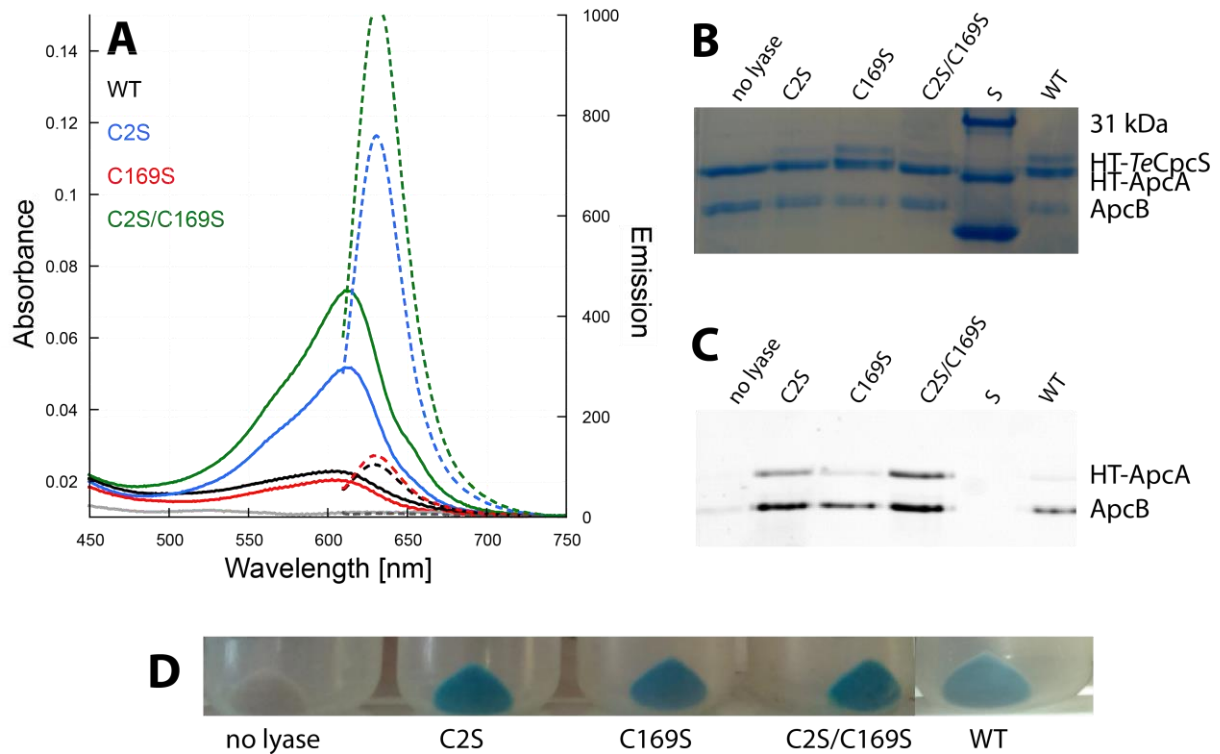 A
WT
C2S
C169S
C2S/C169S
Absorbance
0.14
0.12
0.1
0.08
0.06
0.04
0.02
450
500
550
600
650
700
750
Wavelength [nm]
1000
800
600
400
200
0
Emission
B
no lyase
C2S
C169S
C2S/C169S
S
WT
31 kDa
HT-TeCpcS
HT-ApcA
ApcB
C
no lyase
C2S
C169S
C2S/C169S
S
WT
HT-ApcA
ApcB
D
no lyase
C2S
C169S
C2S/C169S
WT